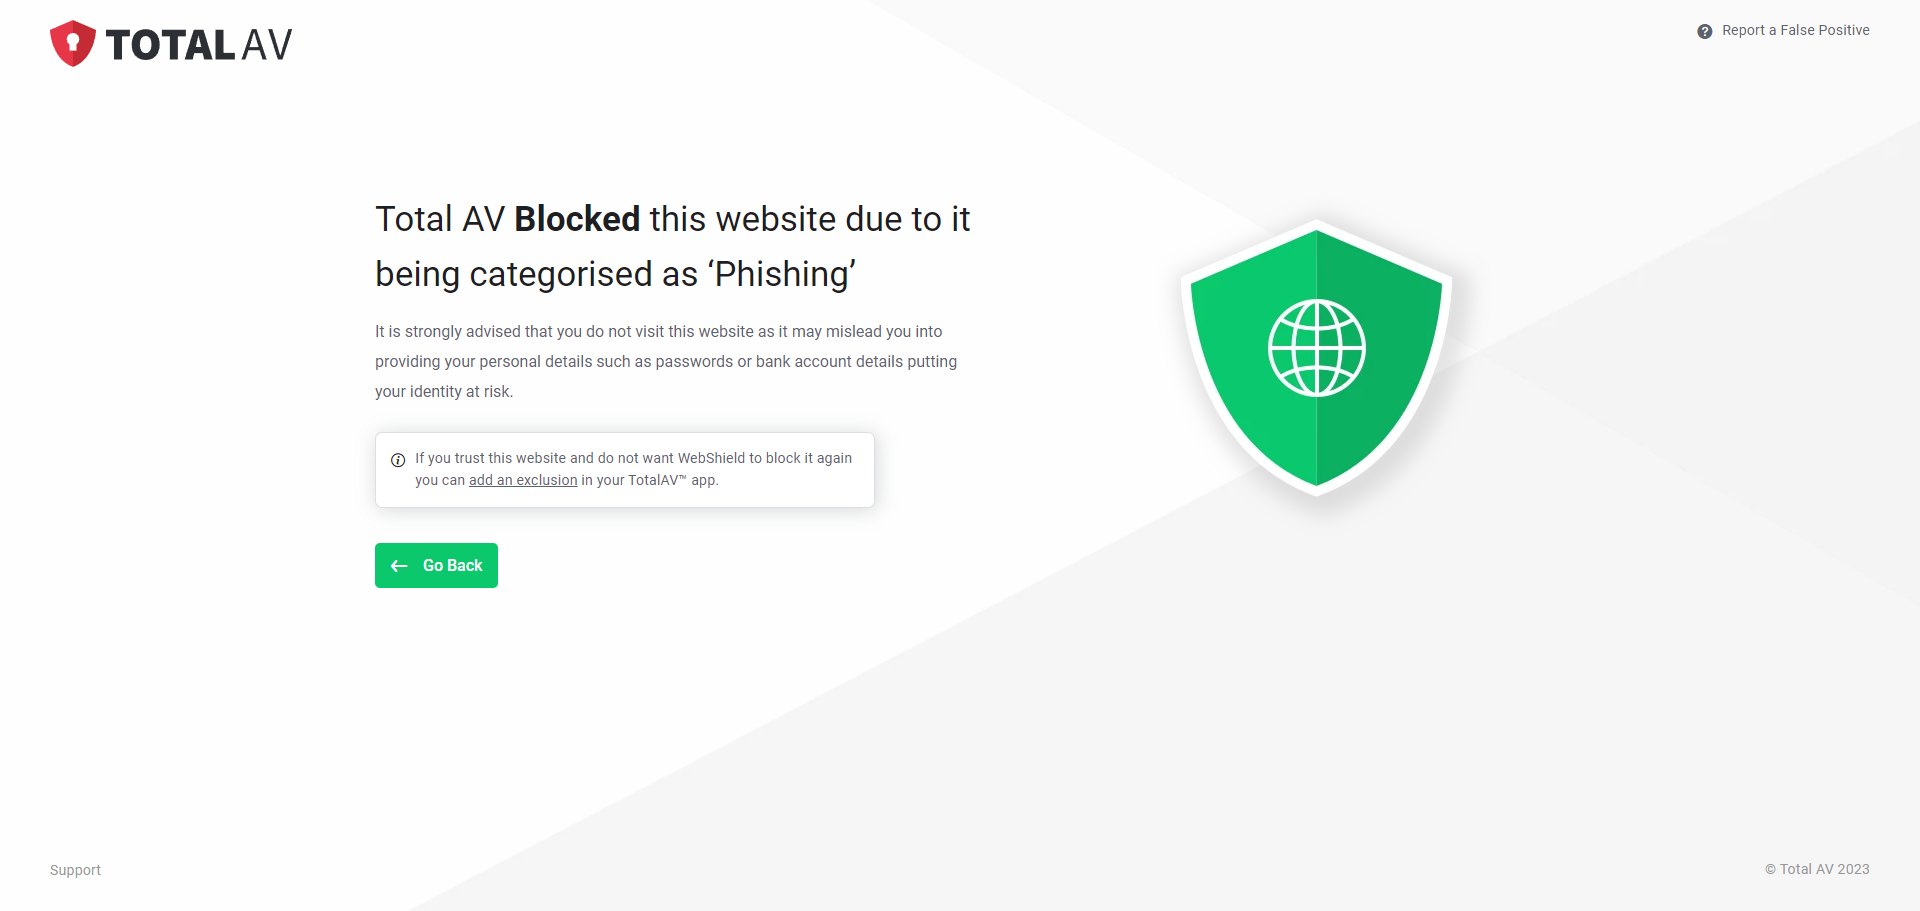 TOTAL AV
Report a False Positive
Total AV Blocked this website due to it
being categorised as ‘Phishing’
It is strongly advised that you do not visit this website as it may mislead you into
providing your personal details such as passwords or bank account details putting
your identity at risk.
If you trust this website and do not want WebShield to block it again
you can add an exclusion in your TotalAV™ app.
Go Back
Support
© Total AV 2023